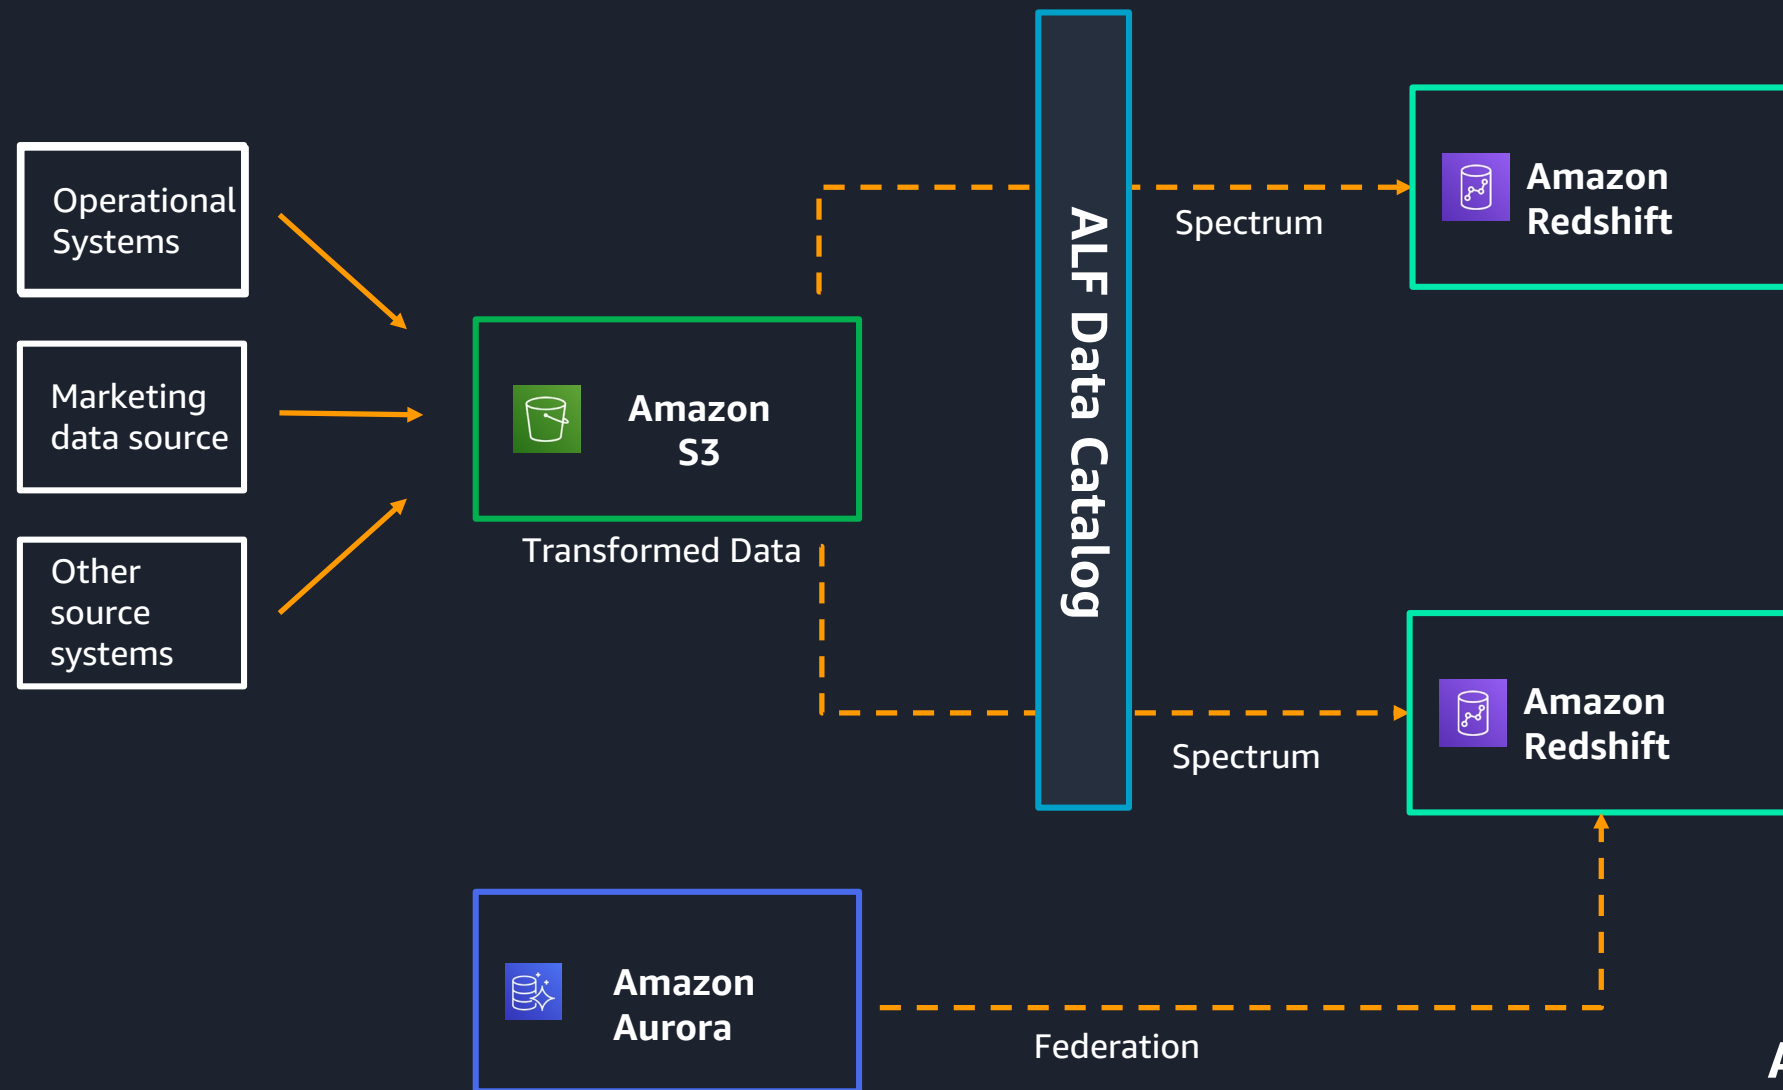 Operational
Systems
Marketing
data source
Other
source
systems
Amazon
S3
Transformed Data
ALF Data Catalog
Spectrum
Amazon
Redshift
Spectrum
Amazon
Redshift
Amazon
Aurora
Federation